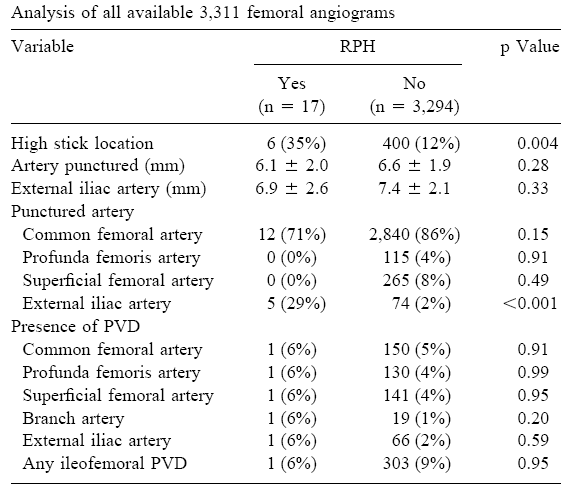 Analysis of all available 3,311 femoral angiograms
Variable RPH p Value
Yes No
(n = 17) (n = 3,294)
High stick location 6 (35%) 400 (12%) 0.004
Artery punctured (mm) 6.1 ± 2.0 6.6 ± 1.9 0.28
External iliac artery (mm) 6.9 ± 2.6 7.4 ± 2.1 0.33
Punctured artery
Common femoral artery 12 (71%) 2,840 (86%) 0.15
Profunda femoris artery 0 (0%) 115 (4%) 0.91
Superficial femoral artery 0 (0%) 265 (8%) 0.49
External iliac artery 5 (29%) 74 (2%) <0.001
Presence of PVD
Common femoral artery 1 (6%) 150 (5%) 0.91
Profunda femoris artery 1 (6%) 130 (4%) 0.99
Superficial femoral artery 1 (6%) 141 (4%) 0.95
Branch artery 1 (6%) 19 (1%) 0.20
External iliac artery 1 (6%) 66 (2%) 0.59
Any ileofemoral PVD 1 (6%) 303 (9%) 0.95